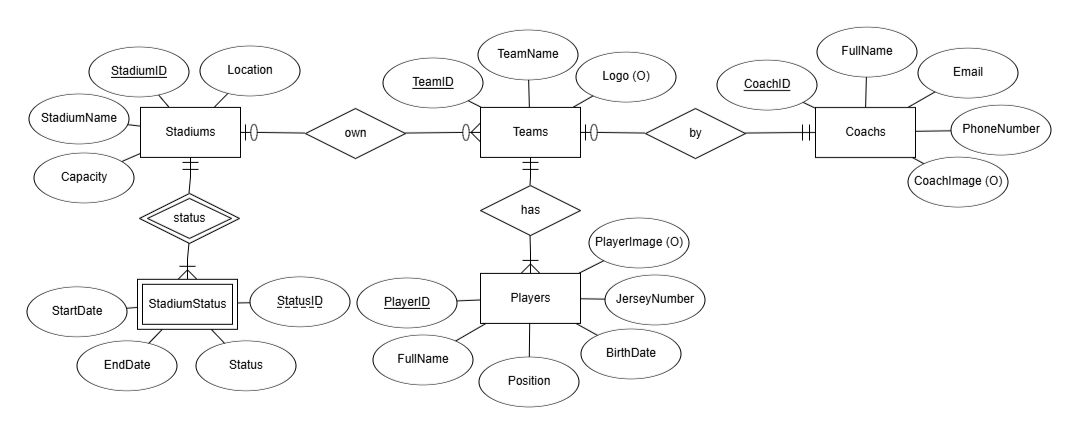 TeamName
FullName
StadiumID
Location
TeamID
Logo (O)
CoachID
Email
StadiumName
Stadiums
own
Teams
by
Coachs
PhoneNumber
Capacity
CoachImage (O)
status
has
PlayerImage (O)
StadiumStatus
StatusID
StartDate
PlayerID
Players
JerseyNumber
EndDate
Status
FullName
Position
BirthDate